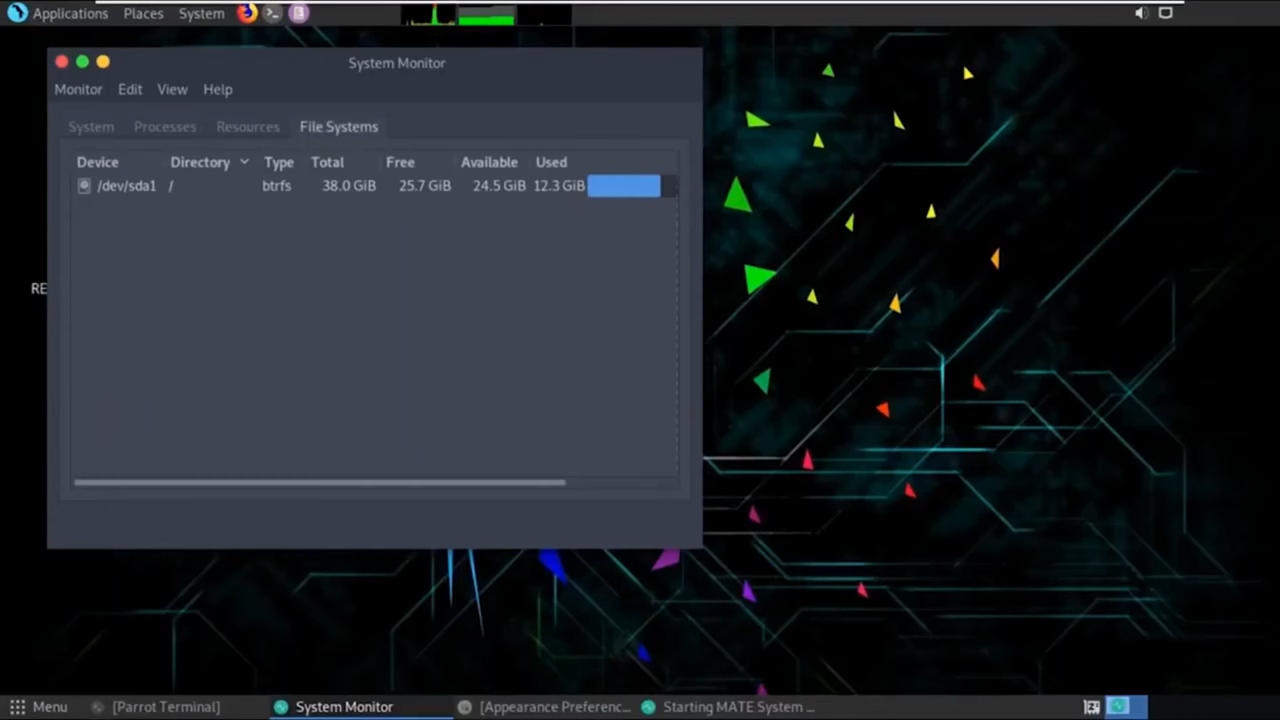 Applications Places System
System Monitor
Monitor Edit View Help
System Processes Resources File Systems
Device Directory Type Total Free Available Used
/dev/sda1 / btrfs 38.0 GiB 25.7 GiB 24.5 GiB 12.3 GiB
RE
Menu [Parrot Terminal] System Monitor [Appearance Preferenc... Starting MATE System ...